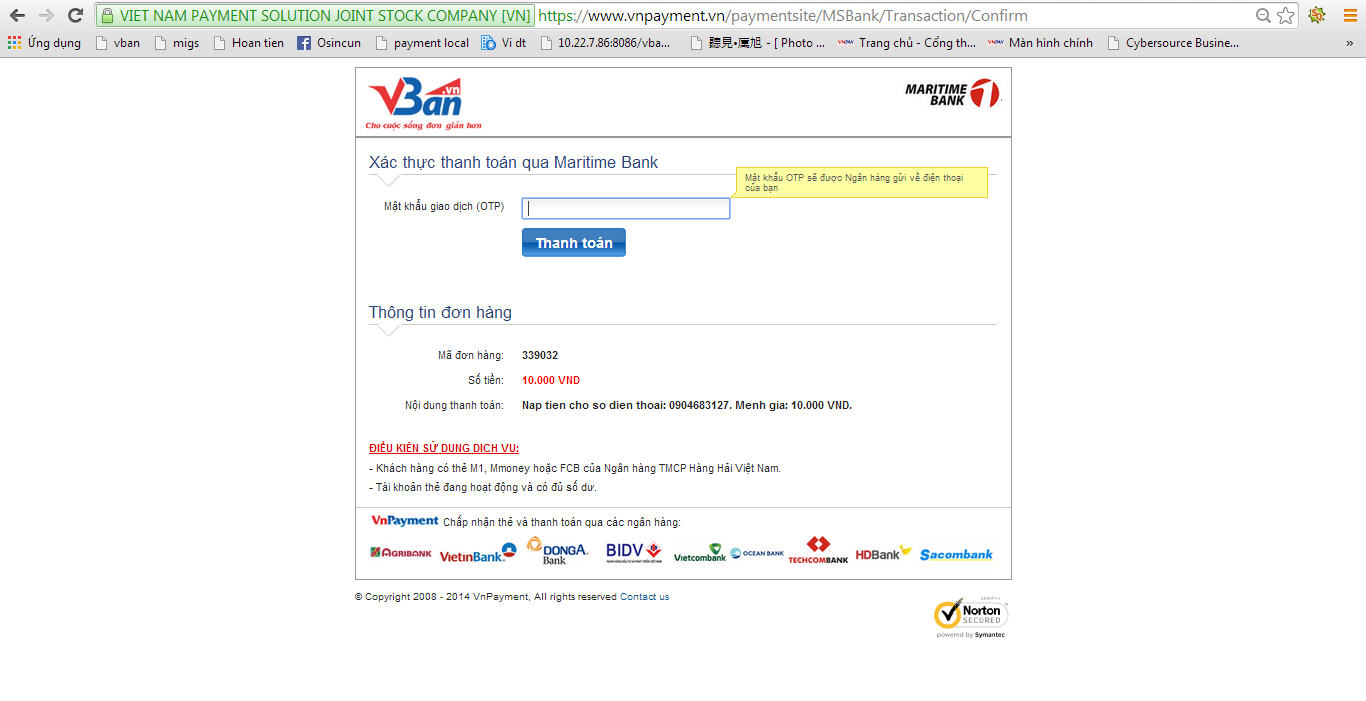 VIET NAM PAYMENT SOLUTION JOINT STOCK COMPANY [VN] https://www.vnpayment.vn/paymentsite/MSBank/Transaction/Confirm
Ứng dụng vban migs Hoan tien Osincun payment local Vi dt 10.22.7.86:8086/vba... 聽見•厲旭 - [ Photo ... Trang chủ - Cổng th... Màn hình chính Cybersource Busine... »
VBan.vn
Cho cuộc sống đơn giản hơn
MARITIME BANK
Xác thực thanh toán qua Maritime Bank
Mật khẩu OTP sẽ được Ngân hàng gửi về điện thoại
của bạn
Mật khẩu giao dịch (OTP)
Thanh toán
Thông tin đơn hàng
Mã đơn hàng: 339032
Số tiền: 10.000 VND
Nội dung thanh toán: Nap tien cho so dien thoai: 0904683127. Menh gia: 10.000 VND.
ĐIỀU KIỆN SỬ DỤNG DỊCH VỤ:
- Khách hàng có thẻ M1, Mmoney hoặc FCB của Ngân hàng TMCP Hàng Hải Việt Nam.
- Tài khoản thẻ đang hoạt động và có đủ số dư.
VnPayment Chấp nhận thẻ và thanh toán qua các ngân hàng:
AGRIBANK VietinBank DONGA Bank BIDV Vietcombank OCEAN BANK TECHCOMBANK HDBank Sacombank
© Copyright 2008 - 2014 VnPayment, All rights reserved Contact us
Norton
SECURED
powered by Symantec